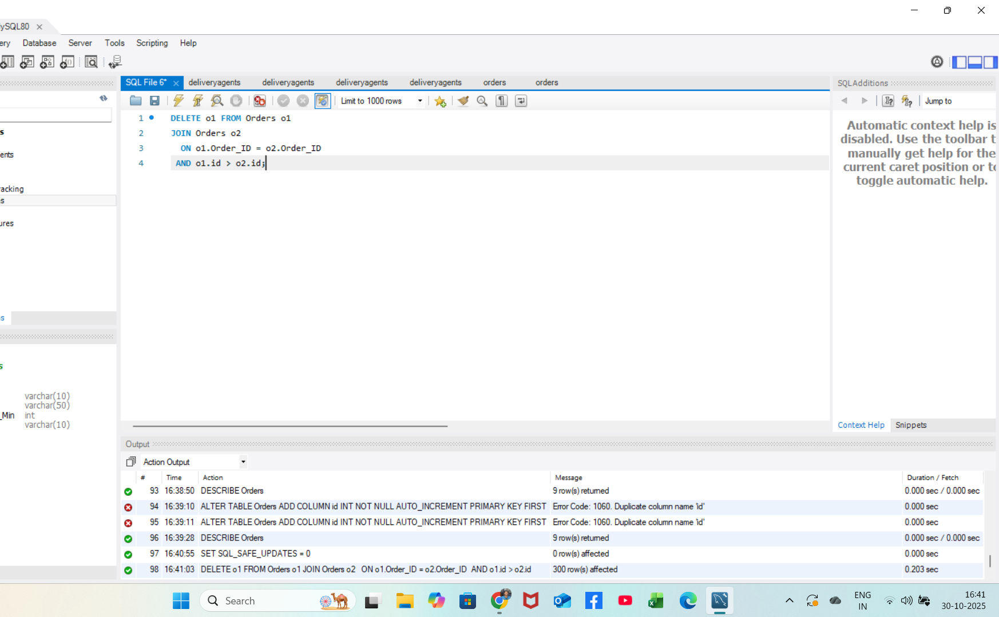 ySQL80
ery Database Server Tools Scripting Help
SQL File 6* deliveryagents deliveryagents deliveryagents deliveryagents orders orders
SQLAdditions
Limit to 1000 rows
Jump to
1 DELETE o1 FROM Orders o1
2 JOIN Orders o2
3 ON o1.Order_ID = o2.Order_ID
4 AND o1.id > o2.id;
Automatic context help is
disabled. Use the toolbar t
manually get help for the
current caret position or to
toggle automatic help.
s
ents
racking
s
ures
s
s
varchar(10)
varchar(50)
_Min int
varchar(10)
Context Help Snippets
Output
Action Output
# Time Action Message Duration / Fetch
93 16:38:50 DESCRIBE Orders 9 row(s) returned 0.000 sec / 0.000 sec
94 16:39:10 ALTER TABLE Orders ADD COLUMN id INT NOT NULL AUTO_INCREMENT PRIMARY KEY FIRST Error Code: 1060. Duplicate column name 'id' 0.000 sec
95 16:39:11 ALTER TABLE Orders ADD COLUMN id INT NOT NULL AUTO_INCREMENT PRIMARY KEY FIRST Error Code: 1060. Duplicate column name 'id' 0.000 sec
96 16:39:28 DESCRIBE Orders 9 row(s) returned 0.000 sec / 0.000 sec
97 16:40:55 SET SQL_SAFE_UPDATES = 0 0 row(s) affected 0.000 sec
98 16:41:03 DELETE o1 FROM Orders o1 JOIN Orders o2 ON o1.Order_ID = o2.Order_ID AND o1.id > o2.id 300 row(s) affected 0.203 sec
Search
ENG
IN
16:41
30-10-2025